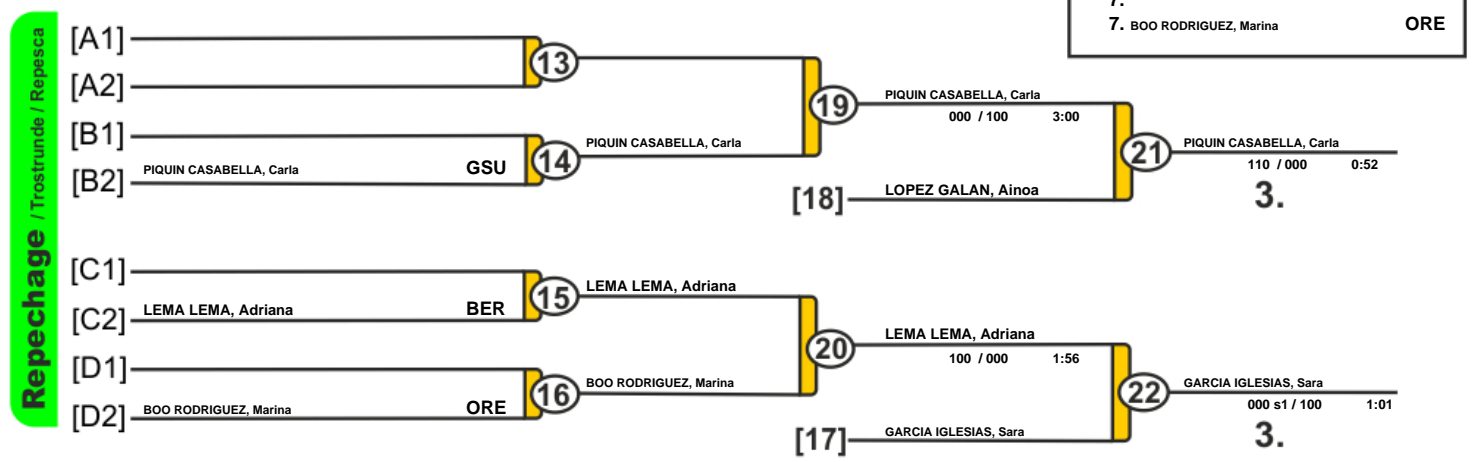 7.
7. BOO RODRIGUEZ, Marina ORE
Repechage / Trostrunde / Repesca
[A1]
13
[A2]
19
PIQUIN CASABELLA, Carla
000 / 100 3:00
[B1]
PIQUIN CASABELLA, Carla
14
21
PIQUIN CASABELLA, Carla
110 / 000 0:52
[B2] PIQUIN CASABELLA, Carla GSU
[18] LOPEZ GALAN, Ainoa
3.
[C1]
15
LEMA LEMA, Adriana
[C2] LEMA LEMA, Adriana BER
20
LEMA LEMA, Adriana
100 / 000 1:56
[D1]
16
BOO RODRIGUEZ, Marina
22
GARCIA IGLESIAS, Sara
000 s1 / 100 1:01
[D2] BOO RODRIGUEZ, Marina ORE
[17] GARCIA IGLESIAS, Sara
3.